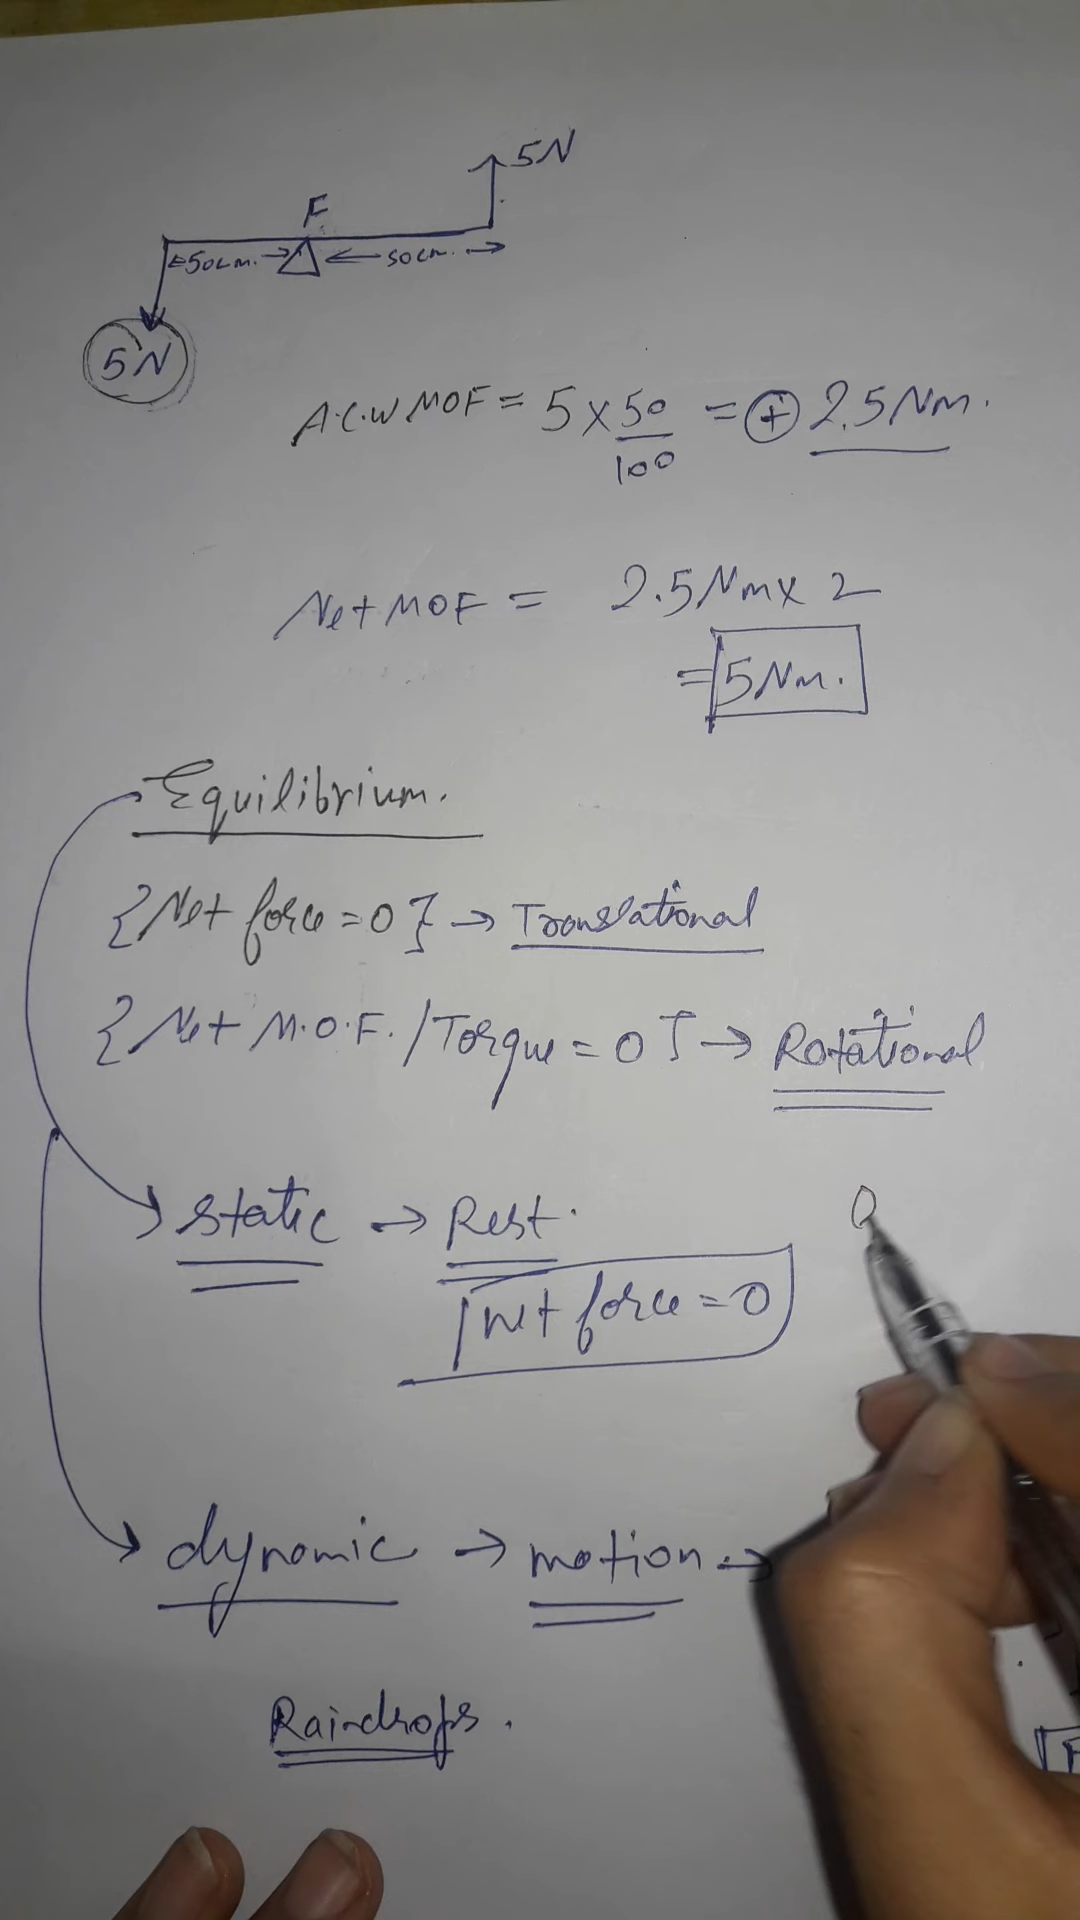 5N
F
50cm. 50cm.
5N
A.C.W MOF = 5 × 50/100 = + 2.5Nm.
Net MOF = 2.5Nm x 2
= 5Nm.
Equilibrium.
{Net force = 0} → Translational
{Net M.O.F. / Torque = 0} → Rotational
static → Rest.
Net force = 0
dynamic → motion. →
Raindrops.